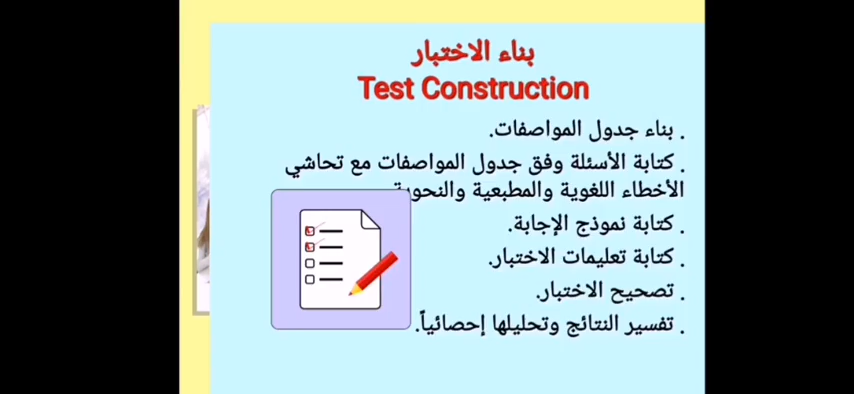 بناء الاختبار
Test Construction
. بناء جدول المواصفات.
. كتابة الأسئلة وفق جدول المواصفات مع تحاشي
الأخطاء اللغوية والمطبعية والنحوية
. كتابة نموذج الإجابة.
. كتابة تعليمات الاختبار.
. تصحيح الاختبار.
. تفسير النتائج وتحليلها إحصائياً.